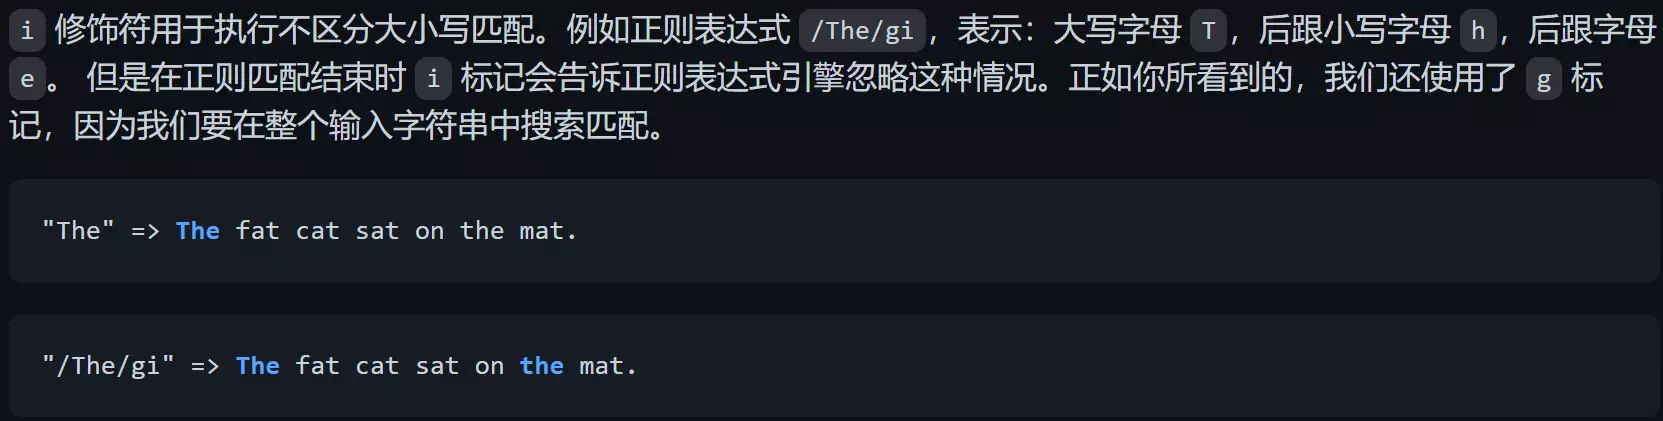 i 修饰符用于执行不区分大小写匹配。例如正则表达式 /The/gi，表示：大写字母 T，后跟小写字母 h，后跟字母
e。 但是在正则匹配结束时 i 标记会告诉正则表达式引擎忽略这种情况。正如你所看到的，我们还使用了 g 标
记，因为我们要在整个输入字符串中搜索匹配。
"The" => The fat cat sat on the mat.
"/The/gi" => The fat cat sat on the mat.